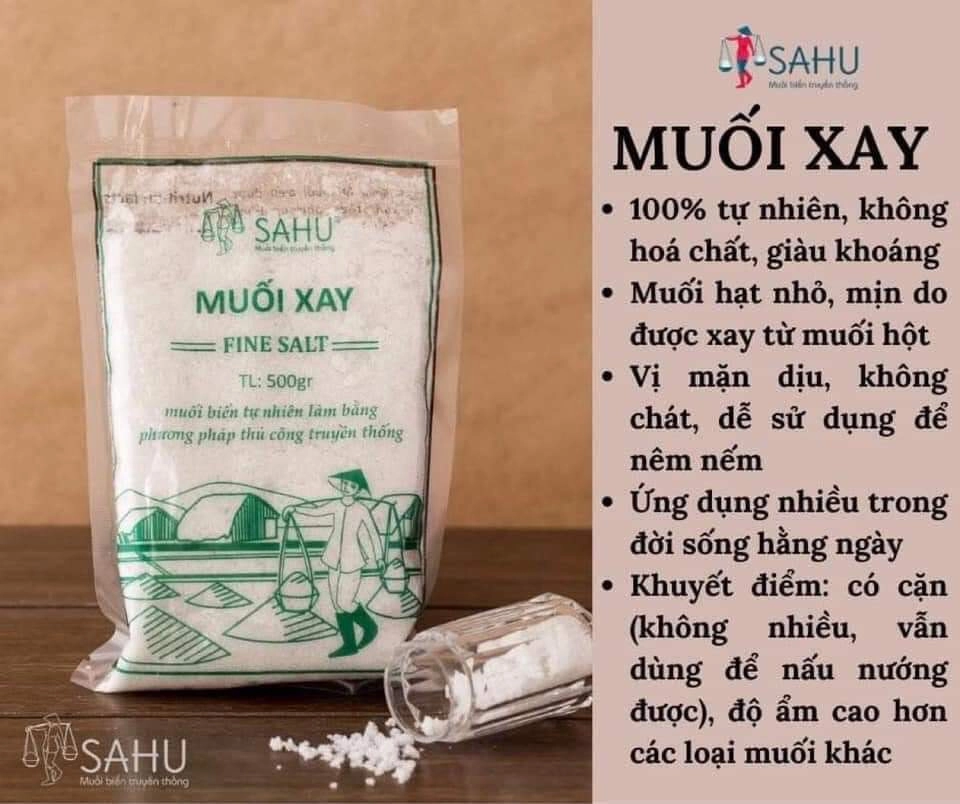 SAHU
Muối biển truyền thống
MUỐI XAY
FINE SALT
TL: 500gr
muối biển tự nhiên làm bằng
phương pháp thủ công truyền thống
SAHU
Muối biển truyền thống
SAHU
Muối biển truyền thống
MUỐI XAY
• 100% tự nhiên, không
hoá chất, giàu khoáng
• Muối hạt nhỏ, mịn do
được xay từ muối hột
• Vị mặn dịu, không
chát, dễ sử dụng để
nêm nếm
• Ứng dụng nhiều trong
đời sống hằng ngày
• Khuyết điểm: có cặn
(không nhiều, vẫn
dùng để nấu nướng
được), độ ẩm cao hơn
các loại muối khác